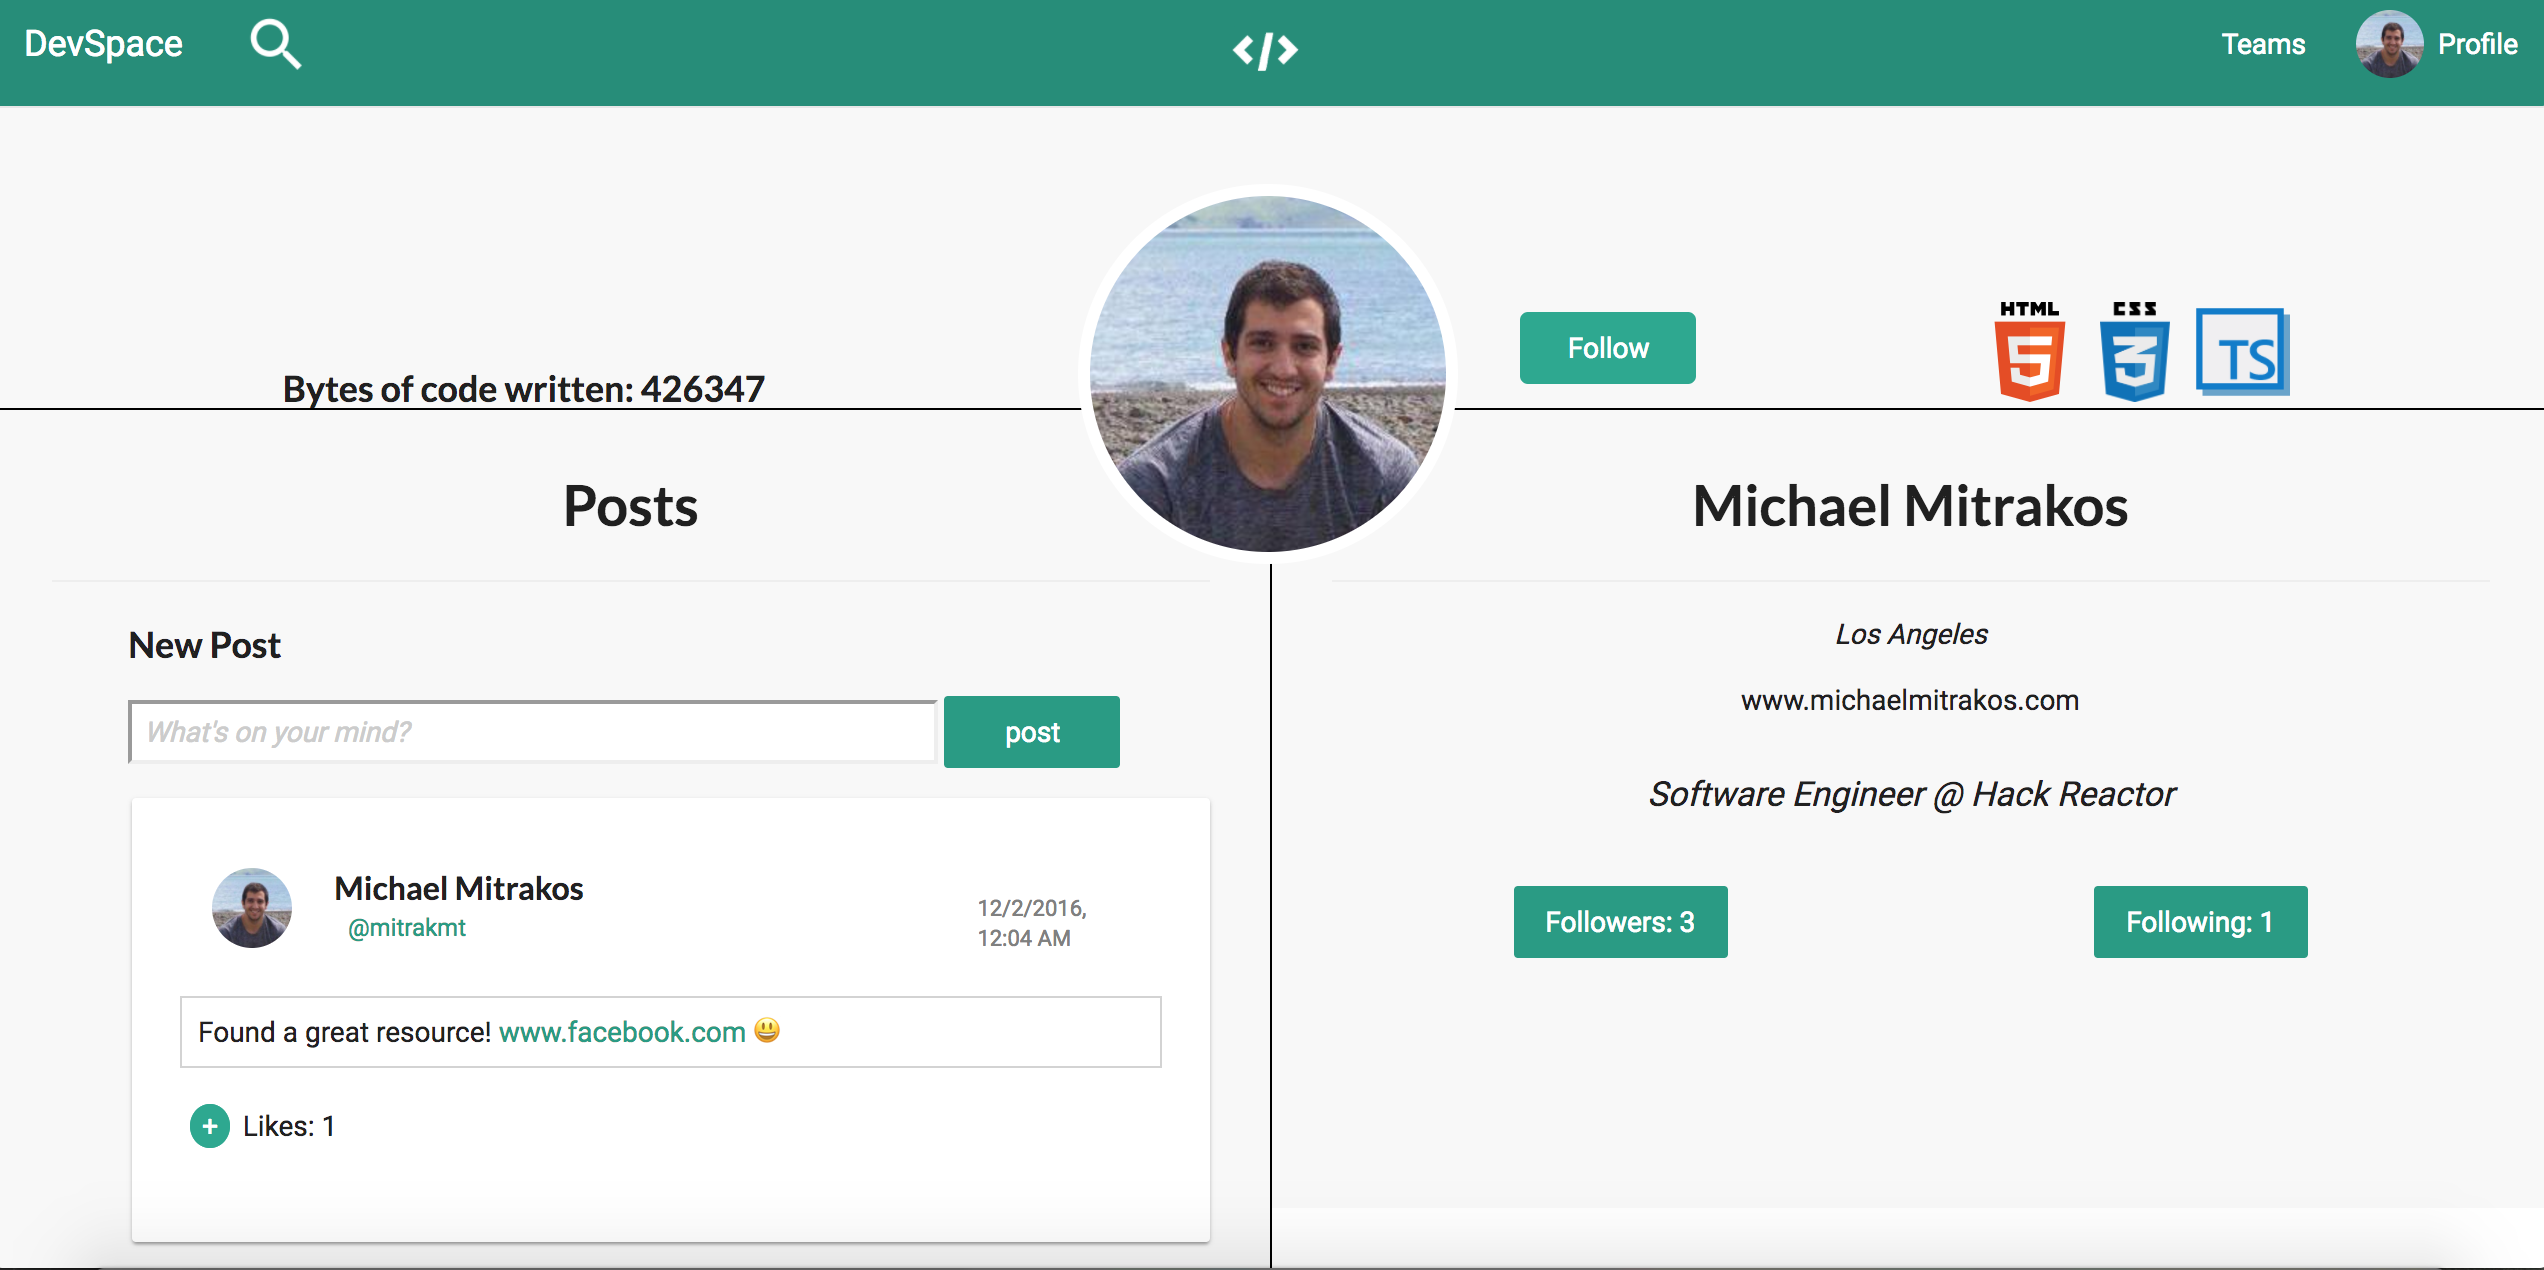 DevSpace
</>
Teams
Profile
HTML
5
CSS
3
TS
Follow
Bytes of code written: 426347
Posts
Michael Mitrakos
New Post
What's on your mind?
post
Los Angeles
www.michaelmitrakos.com
Software Engineer @ Hack Reactor
Followers: 3
Following: 1
Michael Mitrakos
@mitrakmt
12/2/2016,
12:04 AM
Found a great resource! www.facebook.com 😃
+ Likes: 1